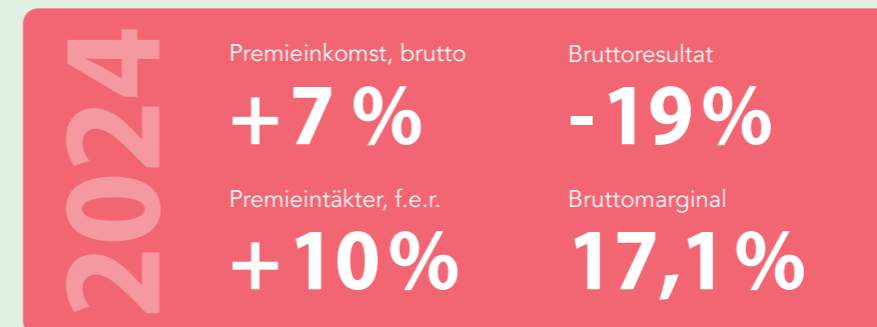 2024
Premieinkomst, brutto
+7 %
Bruttoresultat
-19%
Premieintäkter, f.e.r.
+10%
Bruttomarginal
17,1%